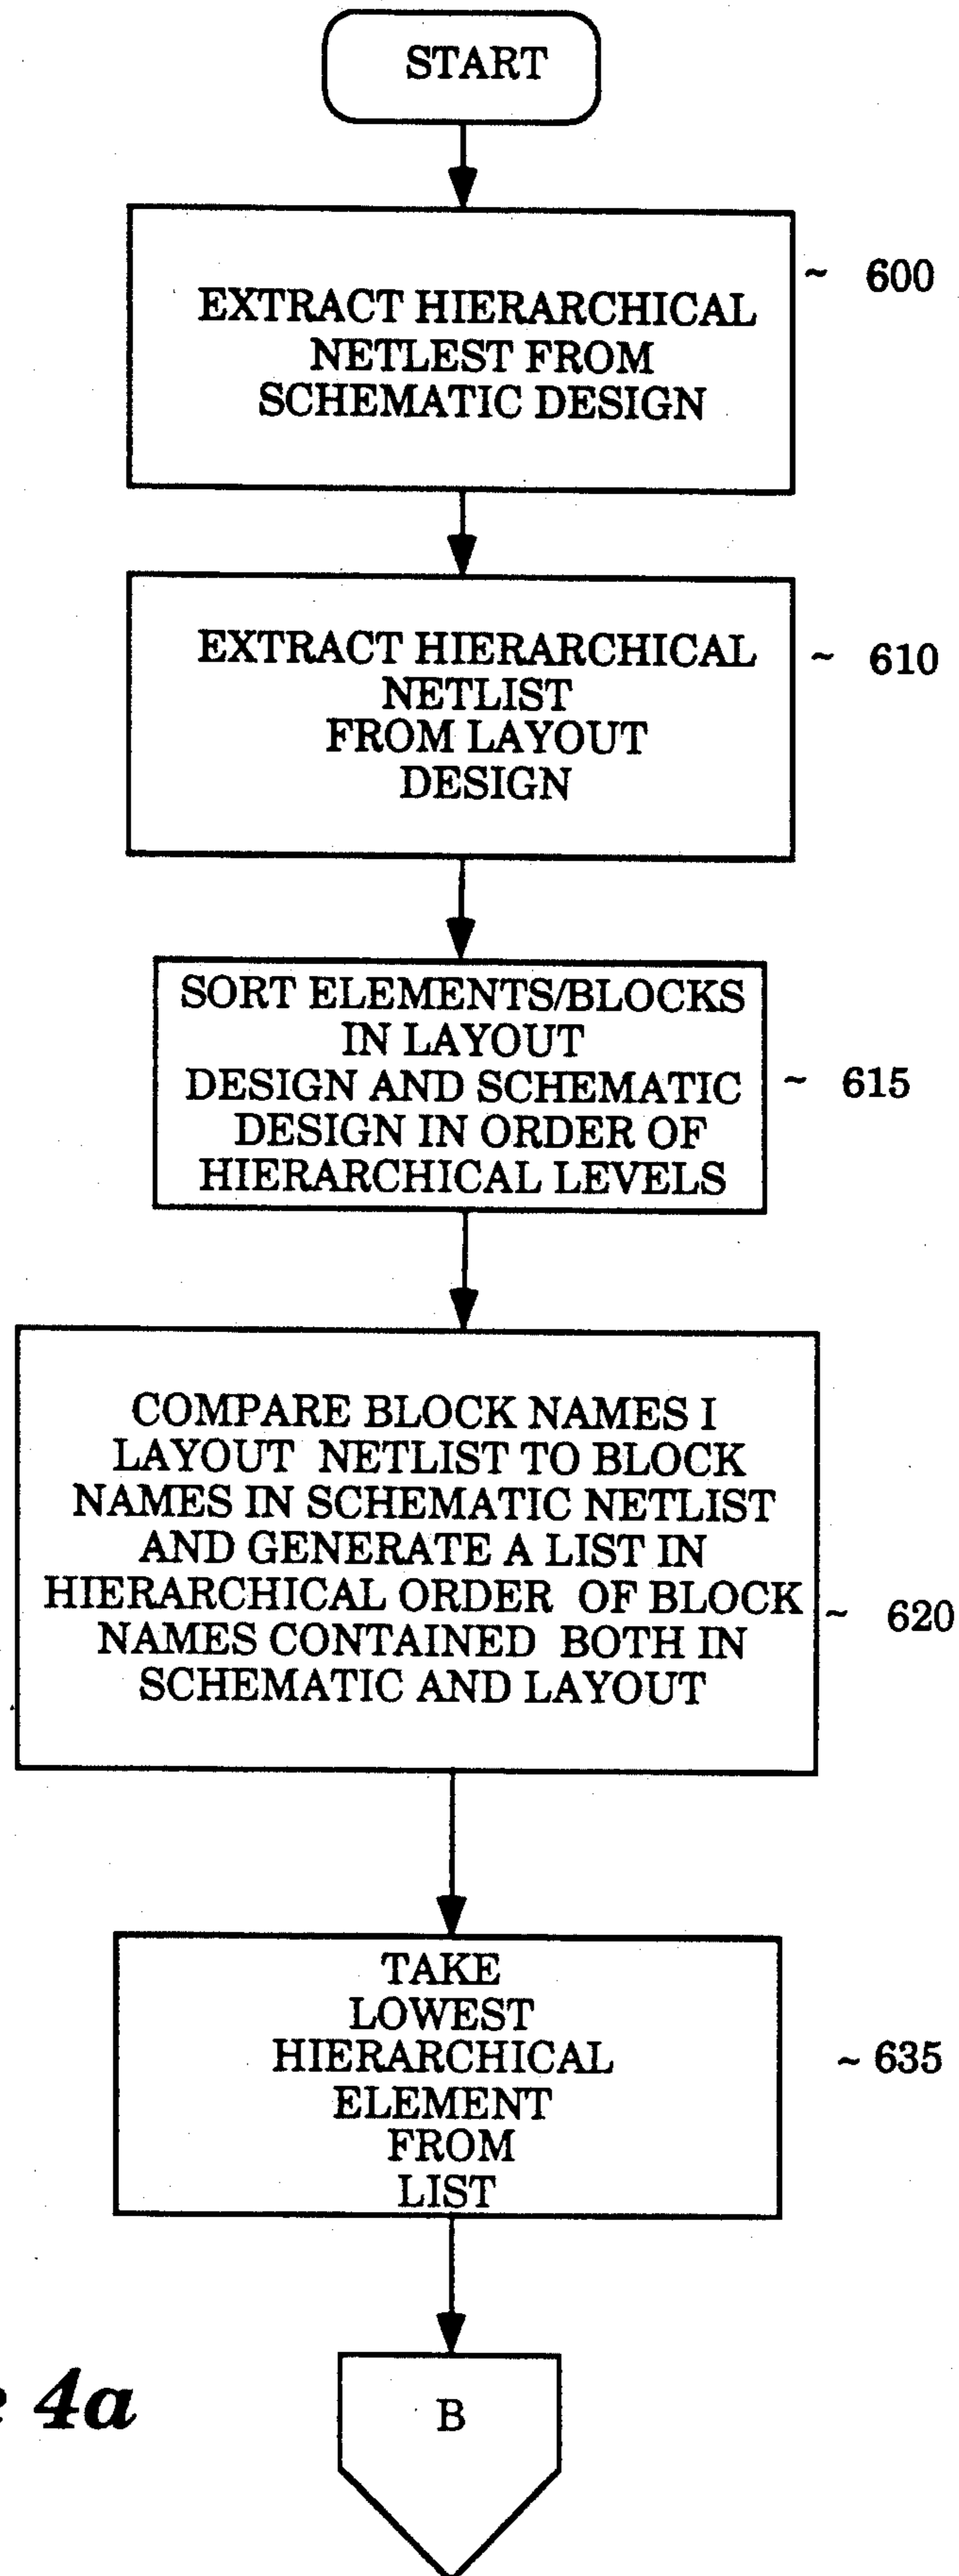 START
EXTRACT HIERARCHICAL
NETLEST FROM
SCHEMATIC DESIGN
~ 600
EXTRACT HIERARCHICAL
NETLIST
FROM LAYOUT
DESIGN
~ 610
SORT ELEMENTS/BLOCKS
IN LAYOUT
DESIGN AND SCHEMATIC
DESIGN IN ORDER OF
HIERARCHICAL LEVELS
~ 615
COMPARE BLOCK NAMES I
LAYOUT NETLIST TO BLOCK
NAMES IN SCHEMATIC NETLIST
AND GENERATE A LIST IN
HIERARCHICAL ORDER OF BLOCK
NAMES CONTAINED BOTH IN
SCHEMATIC AND LAYOUT
~ 620
TAKE
LOWEST
HIERARCHICAL
ELEMENT
FROM
LIST
~ 635
B
4a